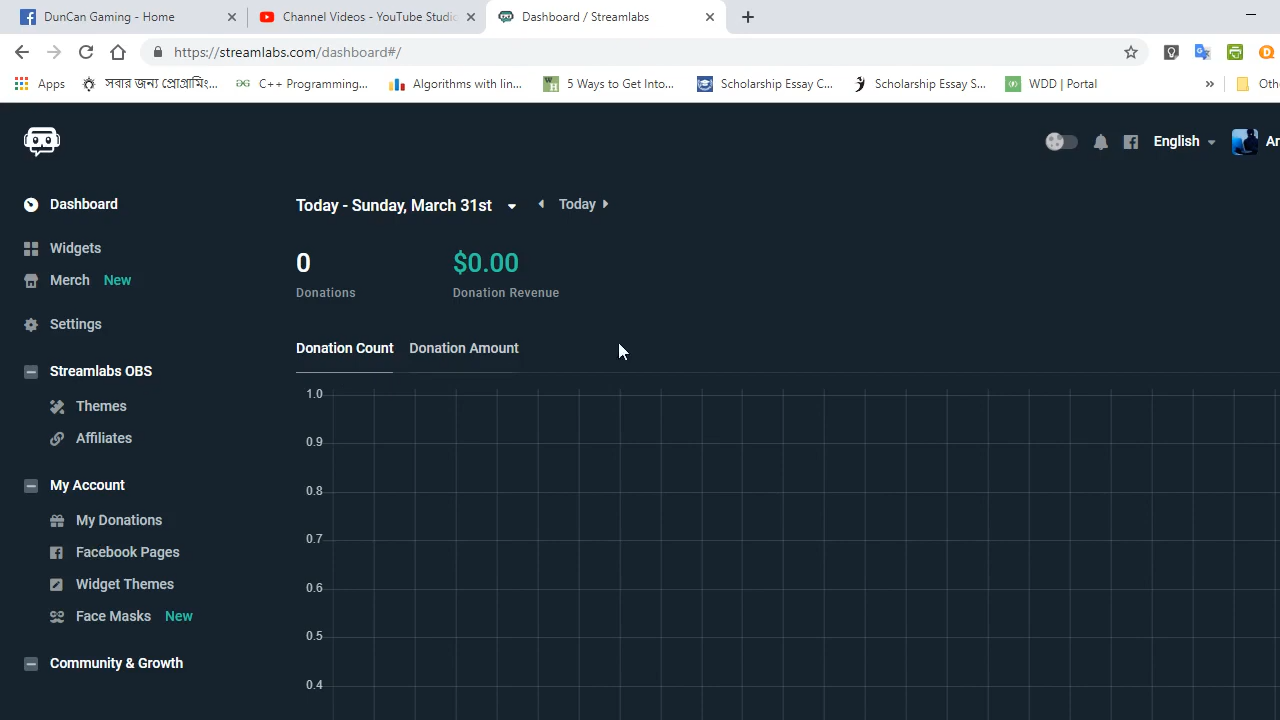 DunCan Gaming - Home
Channel Videos - YouTube Studio
Dashboard / Streamlabs
https://streamlabs.com/dashboard#/
Apps
সবার জন্য প্রোগ্রামিং...
C++ Programming...
Algorithms with lin...
5 Ways to Get Into...
Scholarship Essay C...
Scholarship Essay S...
WDD | Portal
»
Oth
English
Ar
Dashboard
Today - Sunday, March 31st
Today
Widgets
0
$0.00
Merch New
Donations
Donation Revenue
Settings
Donation Count
Donation Amount
Streamlabs OBS
1.0
Themes
Affiliates
0.9
My Account
0.8
My Donations
0.7
Facebook Pages
Widget Themes
0.6
Face Masks New
0.5
Community & Growth
0.4